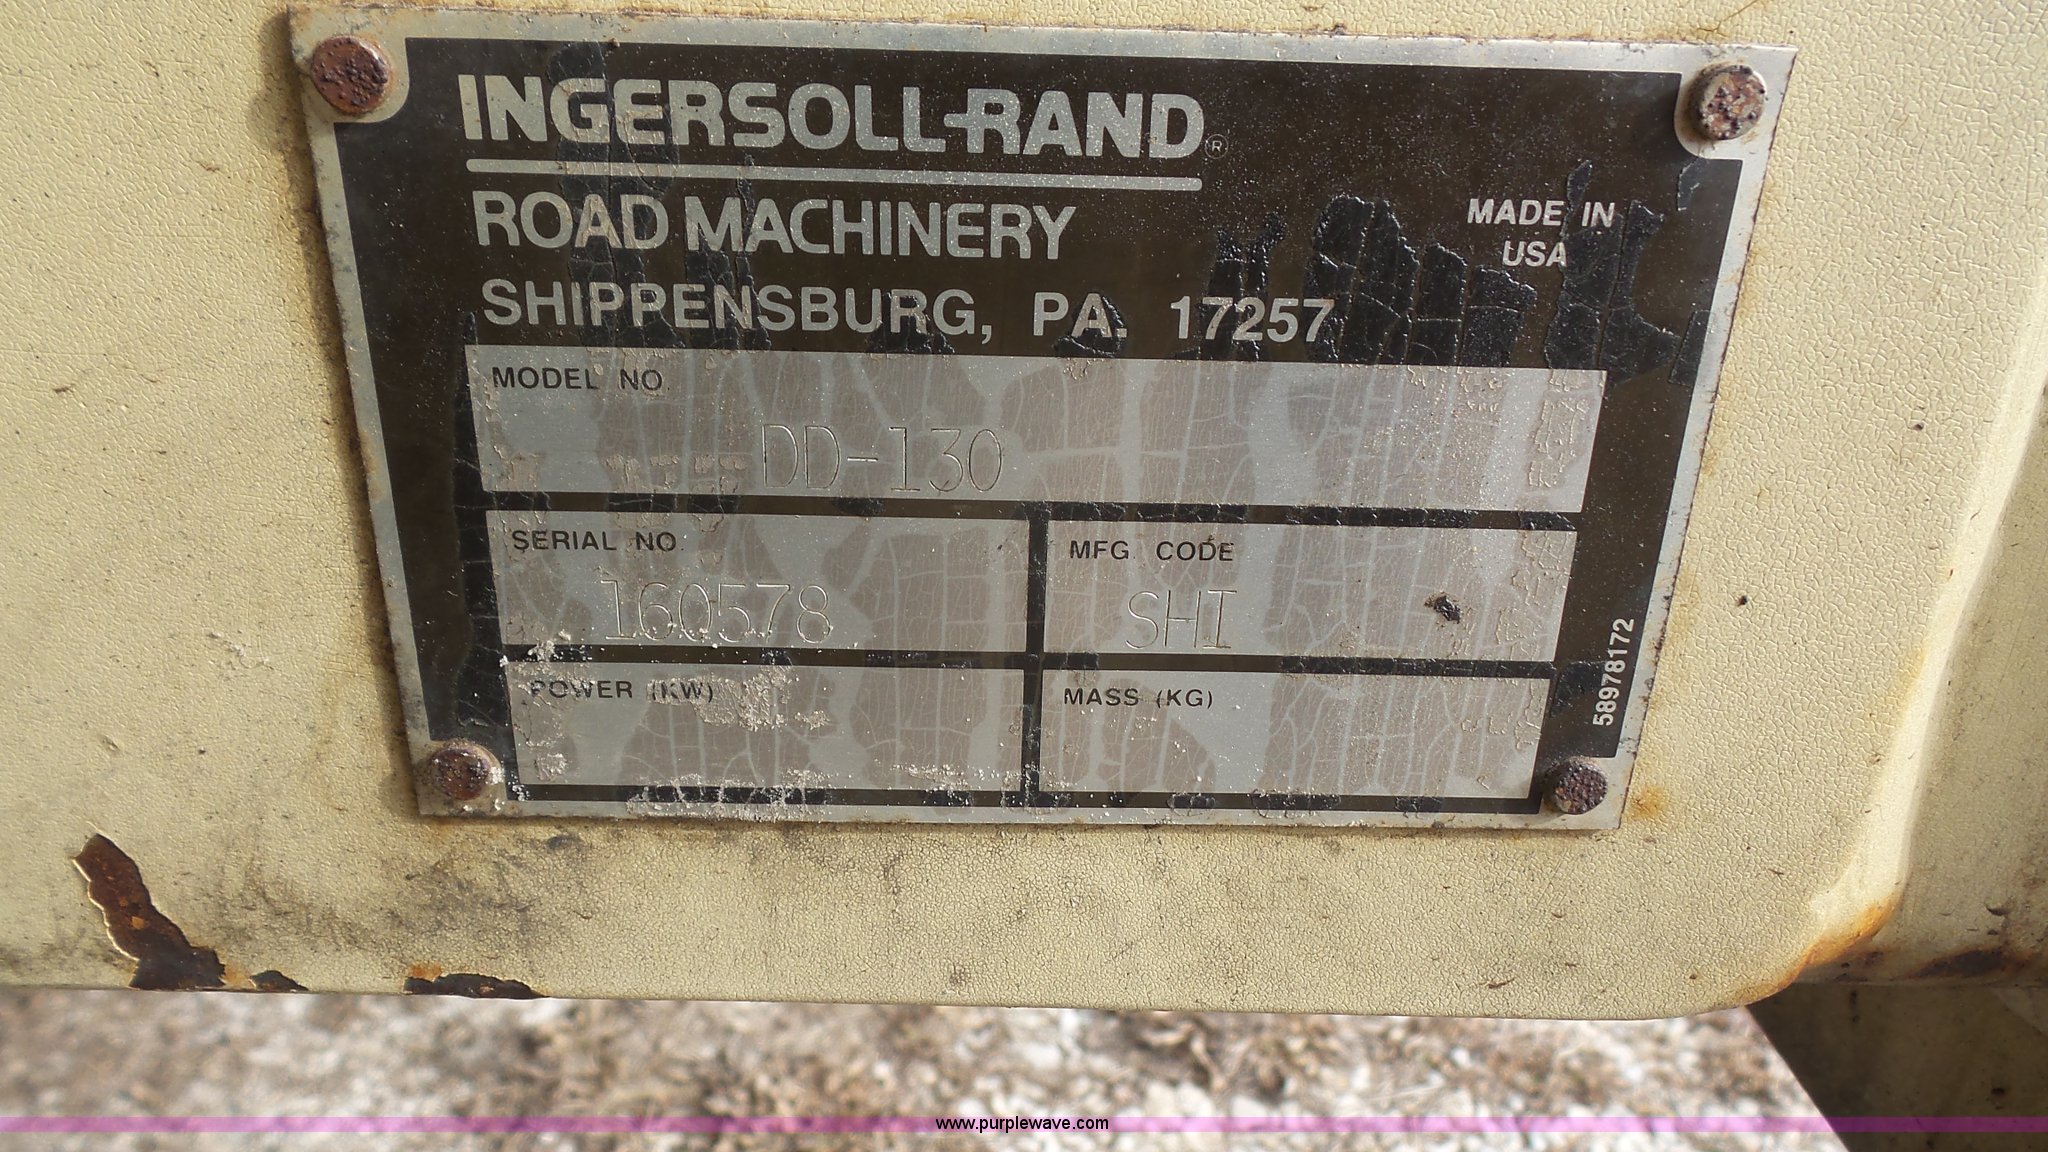 INGERSOLL-RAND®
ROAD MACHINERY
SHIPPENSBURG, PA. 17257
MADE IN
USA
MODEL NO.
DD-130
SERIAL NO.
160578
MFG. CODE
SHI
POWER (KW)
MASS (KG)
58978172
www.purplewave.com